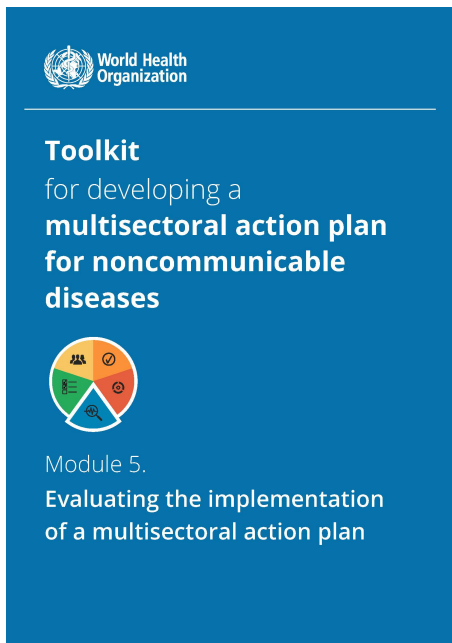 World Health
Organization
Toolkit
for developing a
multisectoral action plan
for noncommunicable
diseases
Module 5.
Evaluating the implementation
of a multisectoral action plan